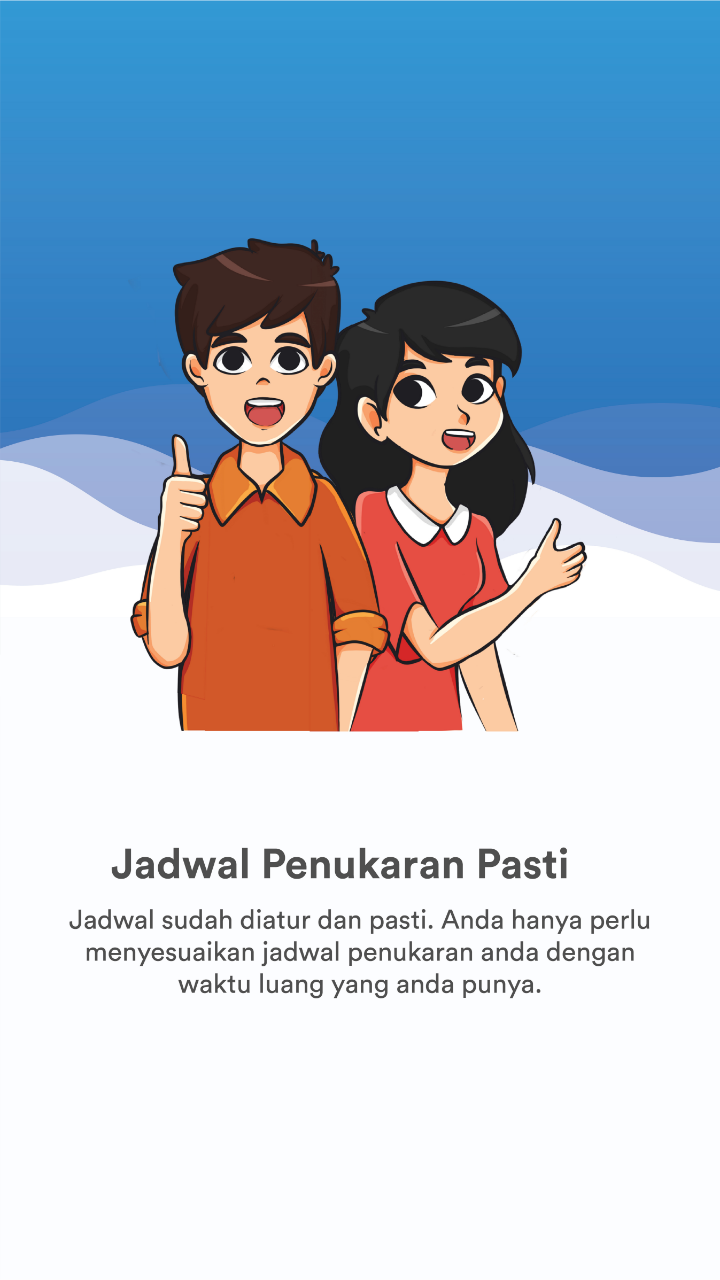 Jadwal Penukaran Pasti
Jadwal sudah diatur dan pasti. Anda hanya perlu
menyesuaikan jadwal penukaran anda dengan
waktu luang yang anda punya.